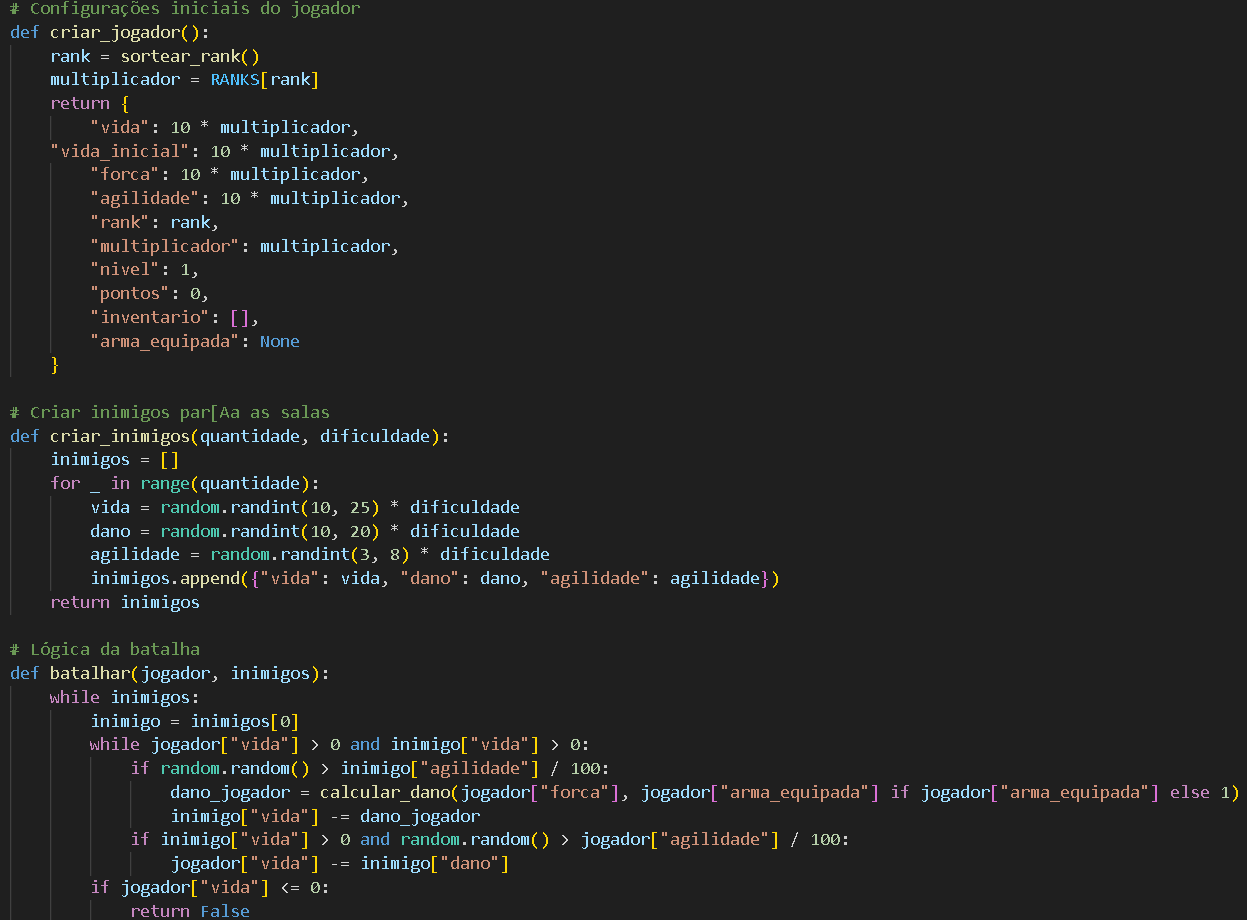 # Configurações iniciais do jogador
def criar_jogador():
    rank = sortear_rank()
    multiplicador = RANKS[rank]
    return {
        "vida": 10 * multiplicador,
    "vida_inicial": 10 * multiplicador,
        "forca": 10 * multiplicador,
        "agilidade": 10 * multiplicador,
        "rank": rank,
        "multiplicador": multiplicador,
        "nivel": 1,
        "pontos": 0,
        "inventario": [],
        "arma_equipada": None
    }

# Criar inimigos par[Aa as salas
def criar_inimigos(quantidade, dificuldade):
    inimigos = []
    for _ in range(quantidade):
        vida = random.randint(10, 25) * dificuldade
        dano = random.randint(10, 20) * dificuldade
        agilidade = random.randint(3, 8) * dificuldade
        inimigos.append({"vida": vida, "dano": dano, "agilidade": agilidade})
    return inimigos

# Lógica da batalha
def batalhar(jogador, inimigos):
    while inimigos:
        inimigo = inimigos[0]
        while jogador["vida"] > 0 and inimigo["vida"] > 0:
            if random.random() > inimigo["agilidade"] / 100:
                dano_jogador = calcular_dano(jogador["forca"], jogador["arma_equipada"] if jogador["arma_equipada"] else 1)
                inimigo["vida"] -= dano_jogador
            if inimigo["vida"] > 0 and random.random() > jogador["agilidade"] / 100:
                jogador["vida"] -= inimigo["dano"]
        if jogador["vida"] <= 0:
            return False